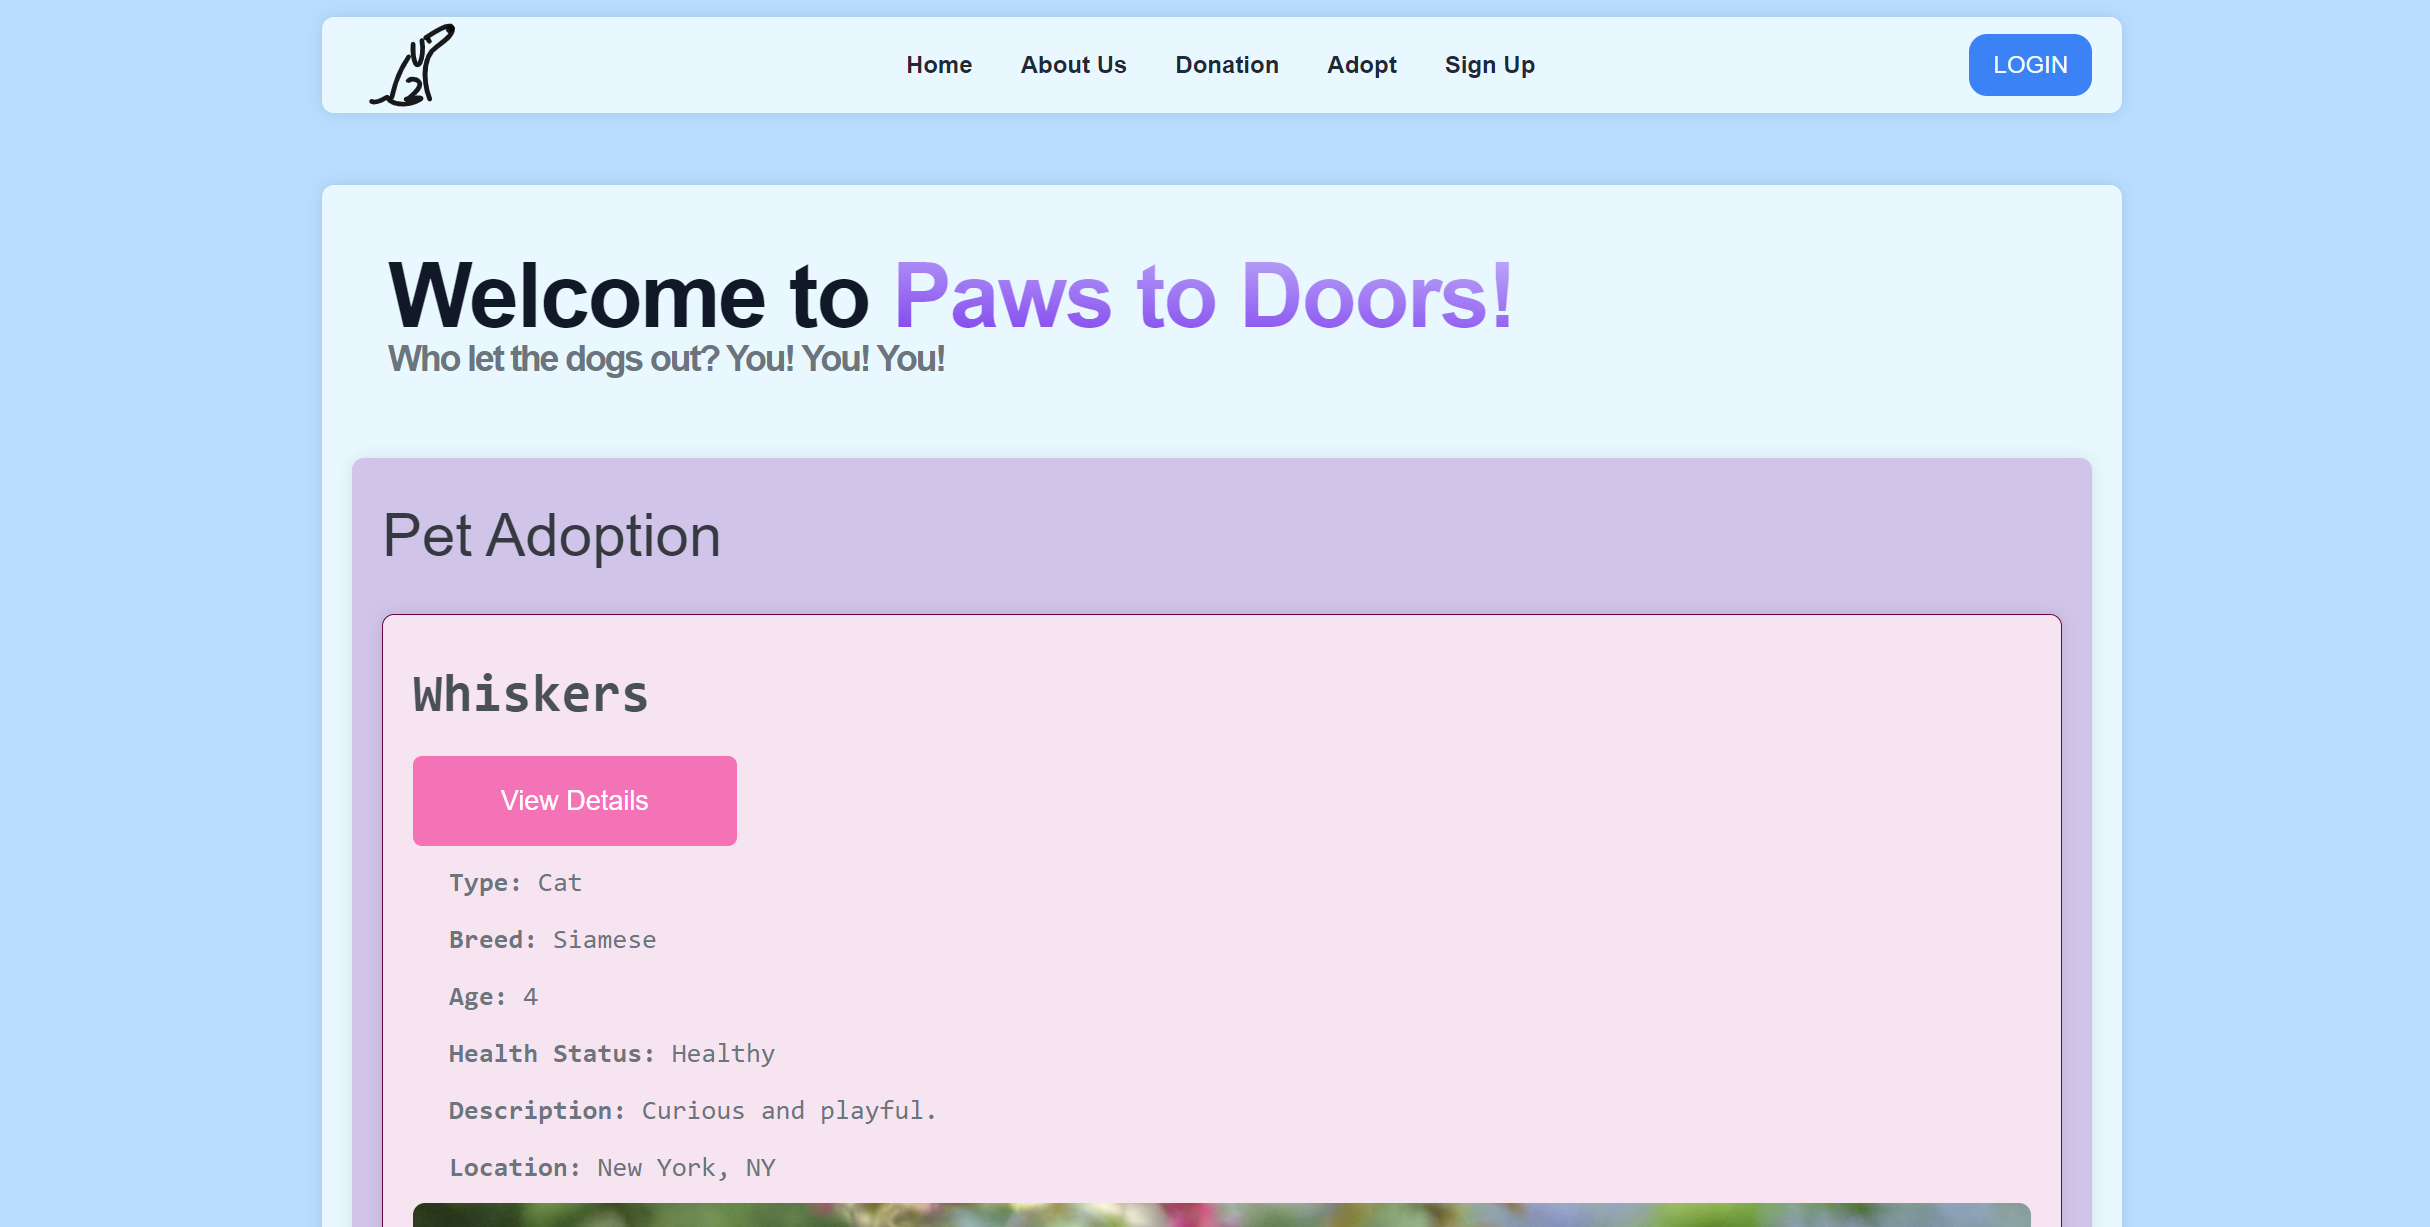 Home About Us Donation Adopt Sign Up LOGIN
Welcome to Paws to Doors!
Who let the dogs out? You! You! You!
Pet Adoption
Whiskers
View Details
Type: Cat
Breed: Siamese
Age: 4
Health Status: Healthy
Description: Curious and playful.
Location: New York, NY